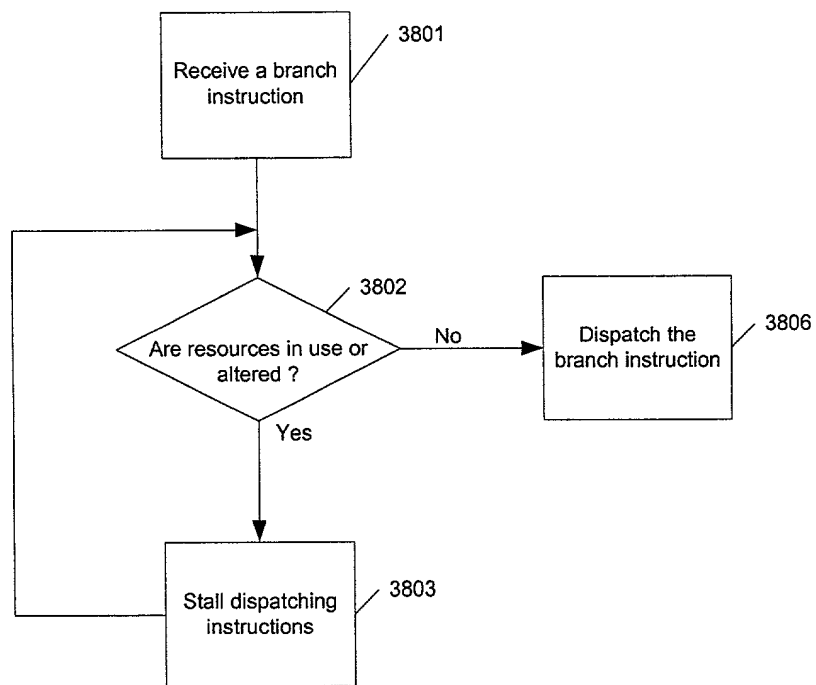 3801
Receive a branch
instruction
3802
Are resources in use or
altered ?
No
Dispatch the
branch instruction
3806
Yes
Stall dispatching
instructions
3803